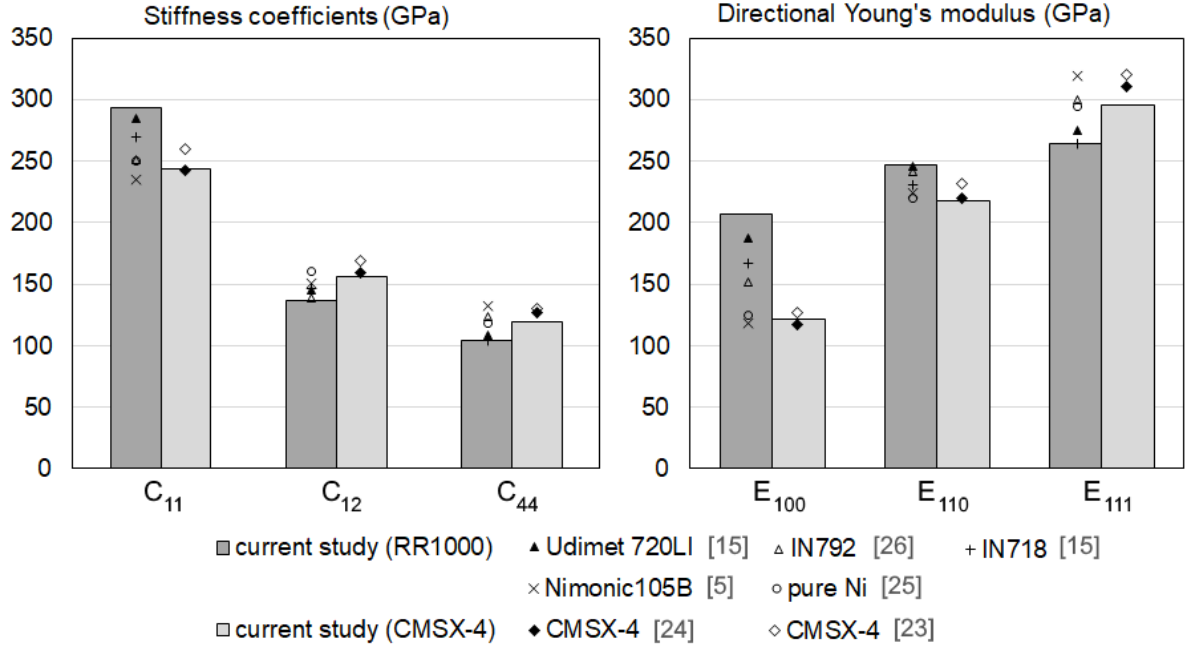 Stiffness coefficients (GPa)
350
300
250
200
150
100
50
0
C11
C12
C44
Directional Young's modulus (GPa)
350
300
250
200
150
100
50
0
E100
E110
E111
current study (RR1000)
Udimet 720LI [15]
IN792 [26]
IN718 [15]
Nimonic105B [5]
pure Ni [25]
current study (CMSX-4)
CMSX-4 [24]
CMSX-4 [23]